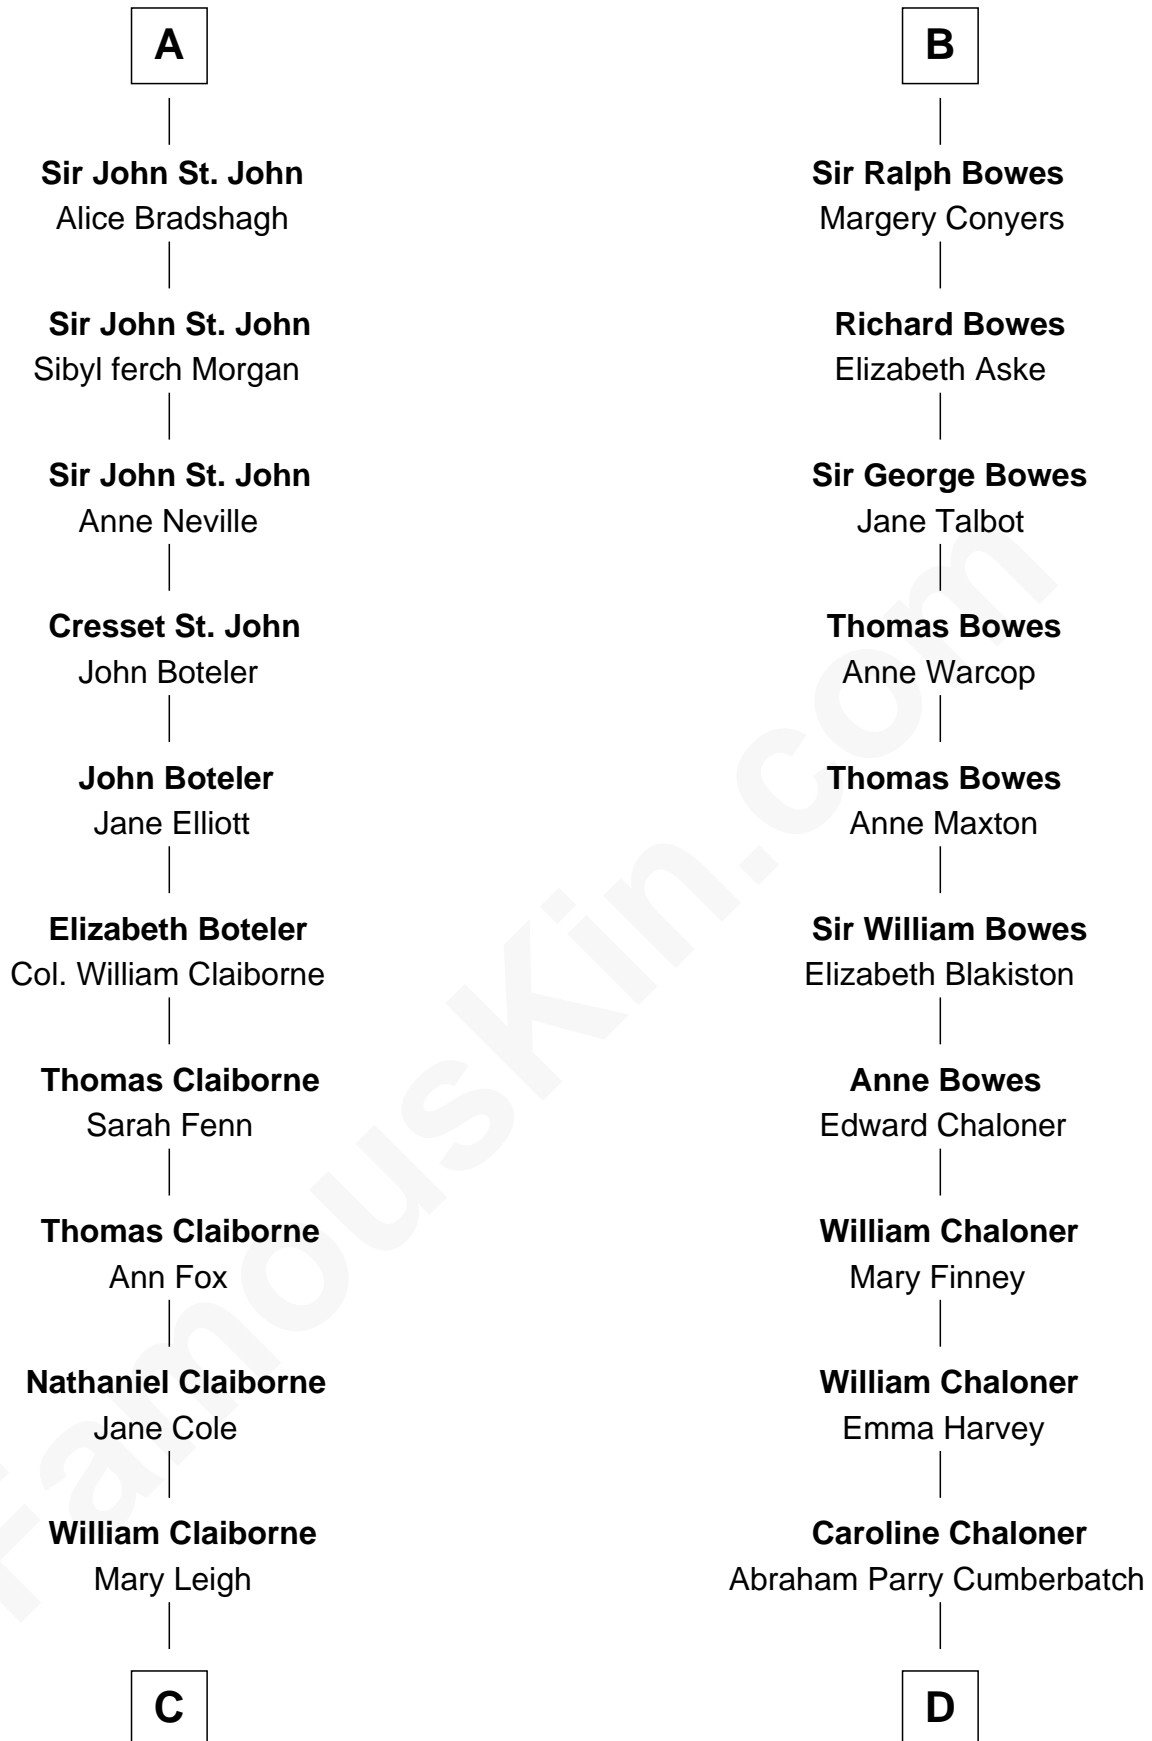 A
Sir John St. John
Alice Bradshagh
Sir John St. John
Sibyl ferch Morgan
Sir John St. John
Anne Neville
Cresset St. John
John Boteler
John Boteler
Jane Elliott
Elizabeth Boteler
Col. William Claiborne
Thomas Claiborne
Sarah Fenn
Thomas Claiborne
Ann Fox
Nathaniel Claiborne
Jane Cole
William Claiborne
Mary Leigh
C
B
Sir Ralph Bowes
Margery Conyers
Richard Bowes
Elizabeth Aske
Sir George Bowes
Jane Talbot
Thomas Bowes
Anne Warcop
Thomas Bowes
Anne Maxton
Sir William Bowes
Elizabeth Blakiston
Anne Bowes
Edward Chaloner
William Chaloner
Mary Finney
William Chaloner
Emma Harvey
Caroline Chaloner
Abraham Parry Cumberbatch
D
FamousKin.com